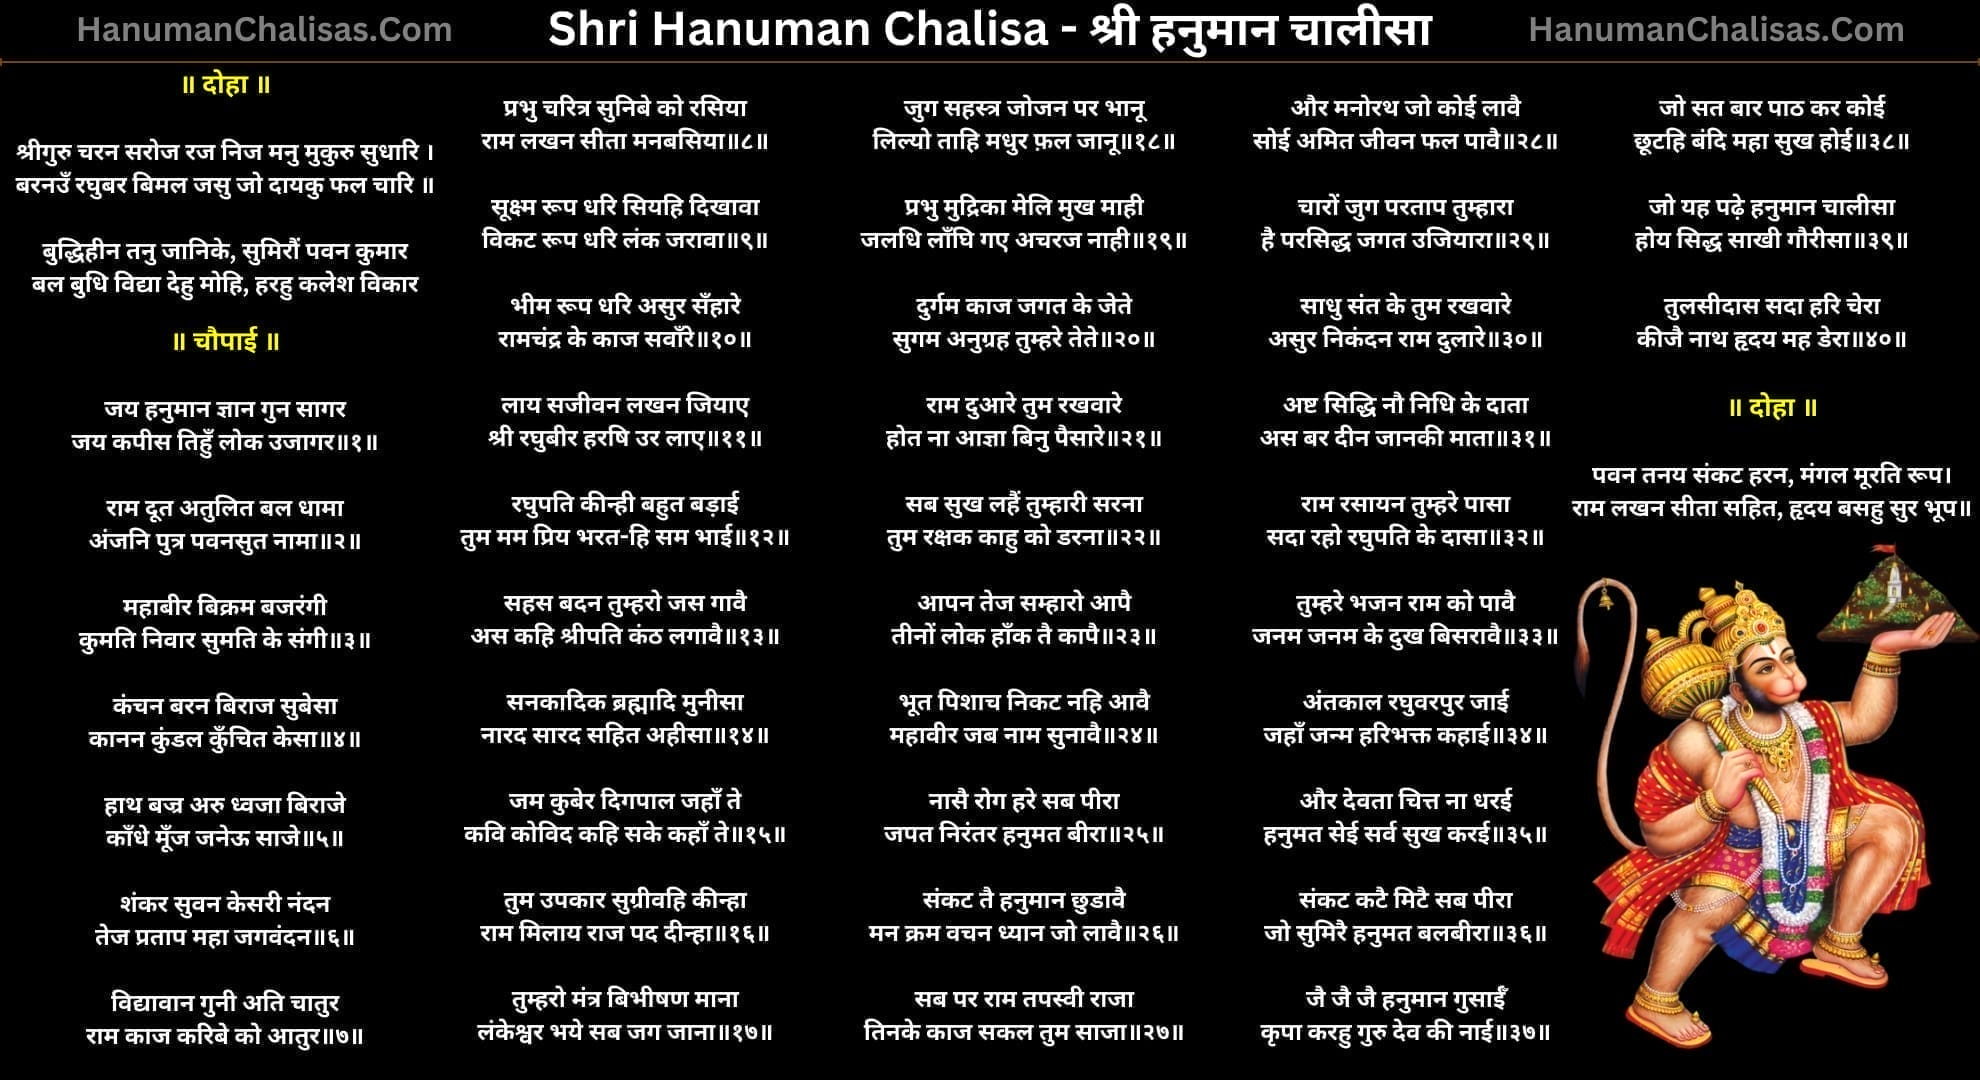 HanumanChalisas.Com
Shri Hanuman Chalisa - श्री हनुमान चालीसा
HanumanChalisas.Com
॥ दोहा ॥
श्रीगुरु चरन सरोज रज निज मनु मुकुरु सुधारि ।
बरनउँ रघुबर बिमल जसु जो दायकु फल चारि ॥
बुद्धिहीन तनु जानिके, सुमिरौं पवन कुमार
बल बुधि विद्या देहु मोहि, हरहु कलेश विकार
॥ चौपाई ॥
जय हनुमान ज्ञान गुन सागर
जय कपीस तिहुँ लोक उजागर॥१॥
राम दूत अतुलित बल धामा
अंजनि पुत्र पवनसुत नामा॥२॥
महाबीर बिक्रम बजरंगी
कुमति निवार सुमति के संगी॥३॥
कंचन बरन बिराज सुबेसा
कानन कुंडल कुँचित केसा॥४॥
हाथ बज्र अरु ध्वजा बिराजे
काँधे मूँज जनेऊ साजे॥५॥
शंकर सुवन केसरी नंदन
तेज प्रताप महा जगवंदन॥६॥
विद्यावान गुनी अति चातुर
राम काज करिबे को आतुर॥७॥
प्रभु चरित्र सुनिबे को रसिया
राम लखन सीता मनबसिया॥८॥
सूक्ष्म रूप धरि सियहि दिखावा
विकट रूप धरि लंक जरावा॥९॥
भीम रूप धरि असुर सँहारे
रामचंद्र के काज सवाँरे॥१०॥
लाय सजीवन लखन जियाए
श्री रघुबीर हरषि उर लाए॥११॥
रघुपति कीन्ही बहुत बड़ाई
तुम मम प्रिय भरत-हि सम भाई॥१२॥
सहस बदन तुम्हरो जस गावै
अस कहि श्रीपति कंठ लगावै॥१३॥
सनकादिक ब्रह्मादि मुनीसा
नारद सारद सहित अहीसा॥१४॥
जम कुबेर दिगपाल जहाँ ते
कवि कोविद कहि सके कहाँ ते॥१५॥
तुम उपकार सुग्रीवहि कीन्हा
राम मिलाय राज पद दीन्हा॥१६॥
तुम्हरो मंत्र बिभीषण माना
लंकेश्वर भये सब जग जाना॥१७॥
जुग सहस्त्र जोजन पर भानू
लिल्यो ताहि मधुर फ़ल जानू॥१८॥
प्रभु मुद्रिका मेलि मुख माही
जलधि लाँघि गए अचरज नाही॥१९॥
दुर्गम काज जगत के जेते
सुगम अनुग्रह तुम्हरे तेते॥२०॥
राम दुआरे तुम रखवारे
होत ना आज्ञा बिनु पैसारे॥२१॥
सब सुख लहैं तुम्हारी सरना
तुम रक्षक काहु को डरना॥२२॥
आपन तेज सम्हारो आपै
तीनों लोक हाँक तै कापै॥२३॥
भूत पिशाच निकट नहि आवै
महावीर जब नाम सुनावै॥२४॥
नासै रोग हरे सब पीरा
जपत निरंतर हनुमत बीरा॥२५॥
संकट तै हनुमान छुडावै
मन क्रम वचन ध्यान जो लावै॥२६॥
सब पर राम तपस्वी राजा
तिनके काज सकल तुम साजा॥२७॥
और मनोरथ जो कोई लावै
सोई अमित जीवन फल पावै॥२८॥
चारों जुग परताप तुम्हारा
है परसिद्ध जगत उजियारा॥२९॥
साधु संत के तुम रखवारे
असुर निकंदन राम दुलारे॥३०॥
अष्ट सिद्धि नौ निधि के दाता
अस बर दीन जानकी माता॥३१॥
राम रसायन तुम्हरे पासा
सदा रहो रघुपति के दासा॥३२॥
तुम्हरे भजन राम को पावै
जनम जनम के दुख बिसरावै॥३३॥
अंतकाल रघुवरपुर जाई
जहाँ जन्म हरिभक्त कहाई॥३४॥
और देवता चित्त ना धरई
हनुमत सेई सर्व सुख करई॥३५॥
संकट कटै मिटै सब पीरा
जो सुमिरै हनुमत बलबीरा॥३६॥
जै जै जै हनुमान गुसाईँ
कृपा करहु गुरु देव की नाई॥३७॥
जो सत बार पाठ कर कोई
छूटहि बंदि महा सुख होई॥३८॥
जो यह पढ़े हनुमान चालीसा
होय सिद्ध साखी गौरीसा॥३९॥
तुलसीदास सदा हरि चेरा
कीजै नाथ हृदय मह डेरा॥४०॥
॥ दोहा ॥
पवन तनय संकट हरन, मंगल मूरति रूप।
राम लखन सीता सहित, हृदय बसहु सुर भूप॥